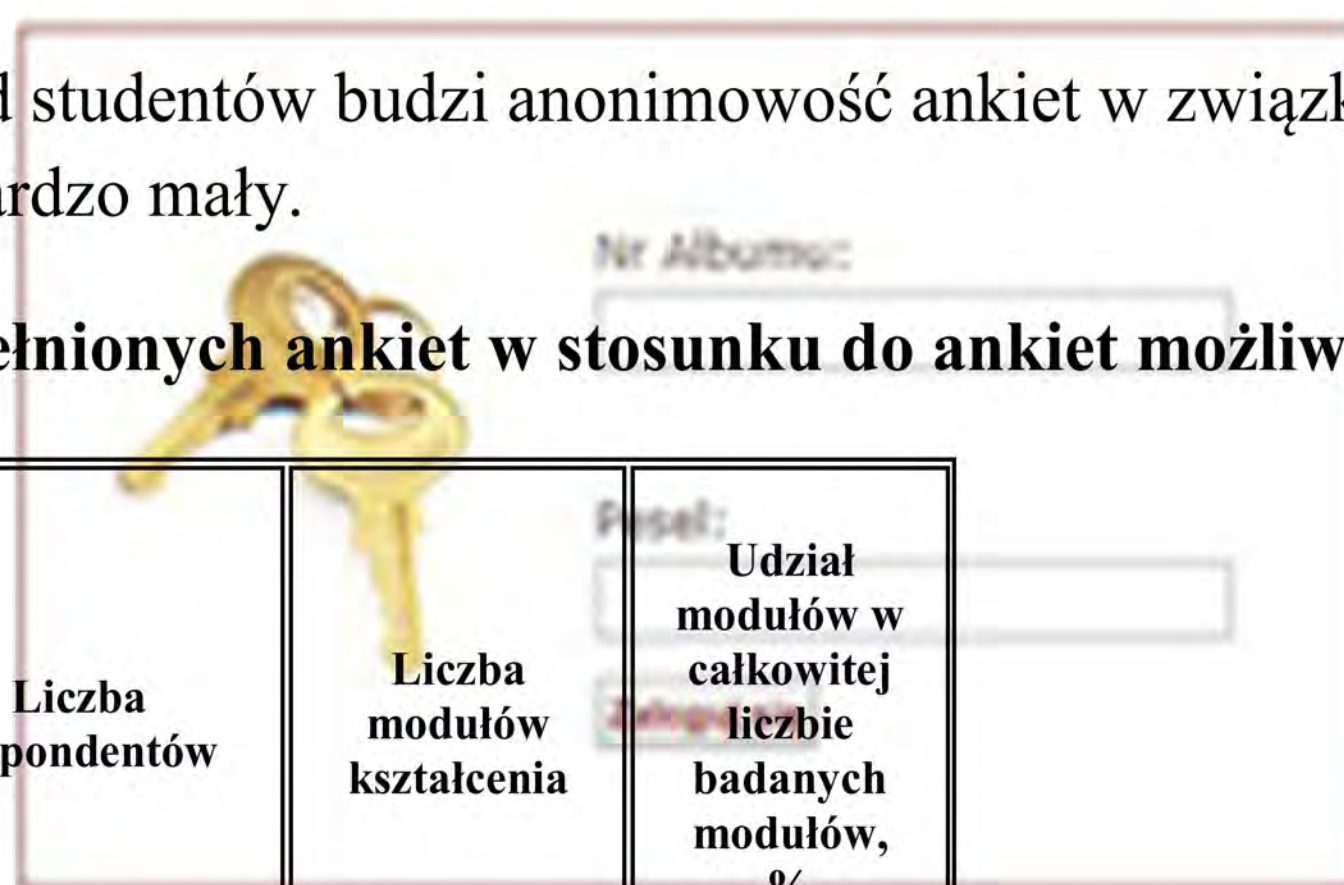 d studentów budzi anonimowość ankiet w związk
ardzo mały.
Nr Albumu:
ełnionych ankiet w stosunku do ankiet możliw
Pesel:
Liczba
pondentów
Liczba
modułów
kształcenia
Udział
modułów w
całkowitej
liczbie
badanych
modułów,
%